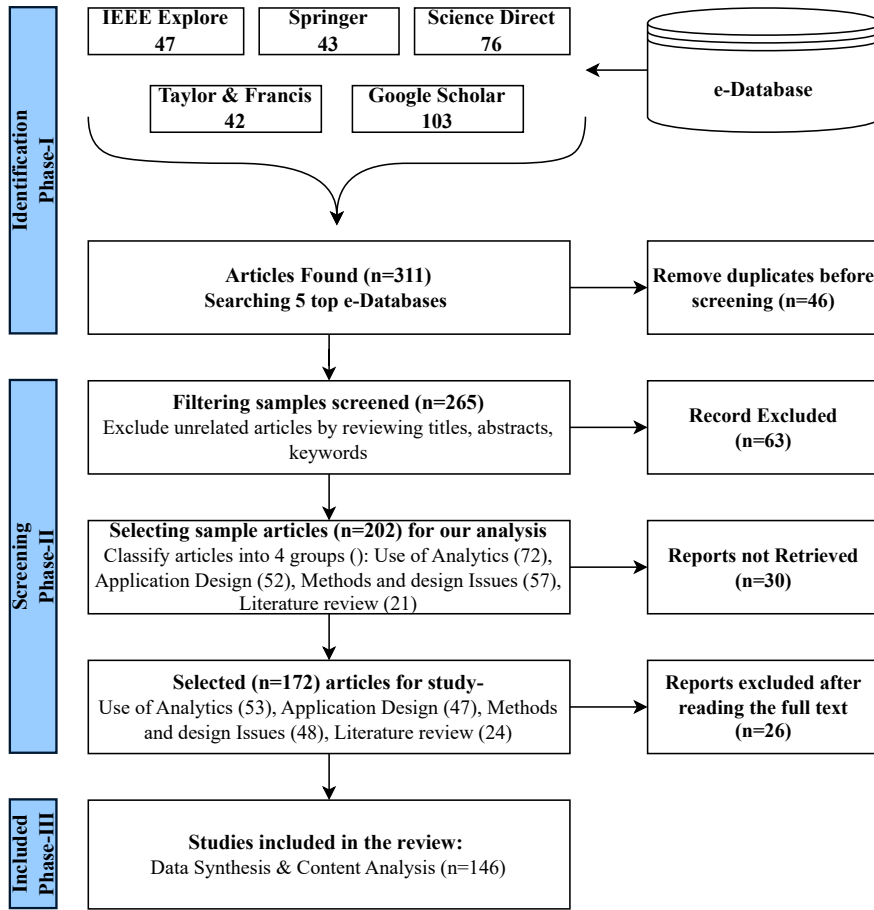 IEEE Explore
47
Springer
43
Science Direct
76
e-Database
Taylor & Francis
42
Google Scholar
103
Identification
Phase-I
Articles Found (n=311)
Searching 5 top e-Databases
Remove duplicates before
screening (n=46)
Screening
Phase-II
Filtering samples screened (n=265)
Exclude unrelated articles by reviewing titles, abstracts,
keywords
Record Excluded
(n=63)
Selecting sample articles (n=202) for our analysis
Classify articles into 4 groups (): Use of Analytics (72),
Application Design (52), Methods and design Issues (57),
Literature review (21)
Reports not Retrieved
(n=30)
Selected (n=172) articles for study-
Use of Analytics (53), Application Design (47), Methods
and design Issues (48), Literature review (24)
Reports excluded after
reading the full text
(n=26)
Included
Phase-III
Studies included in the review:
Data Synthesis & Content Analysis (n=146)